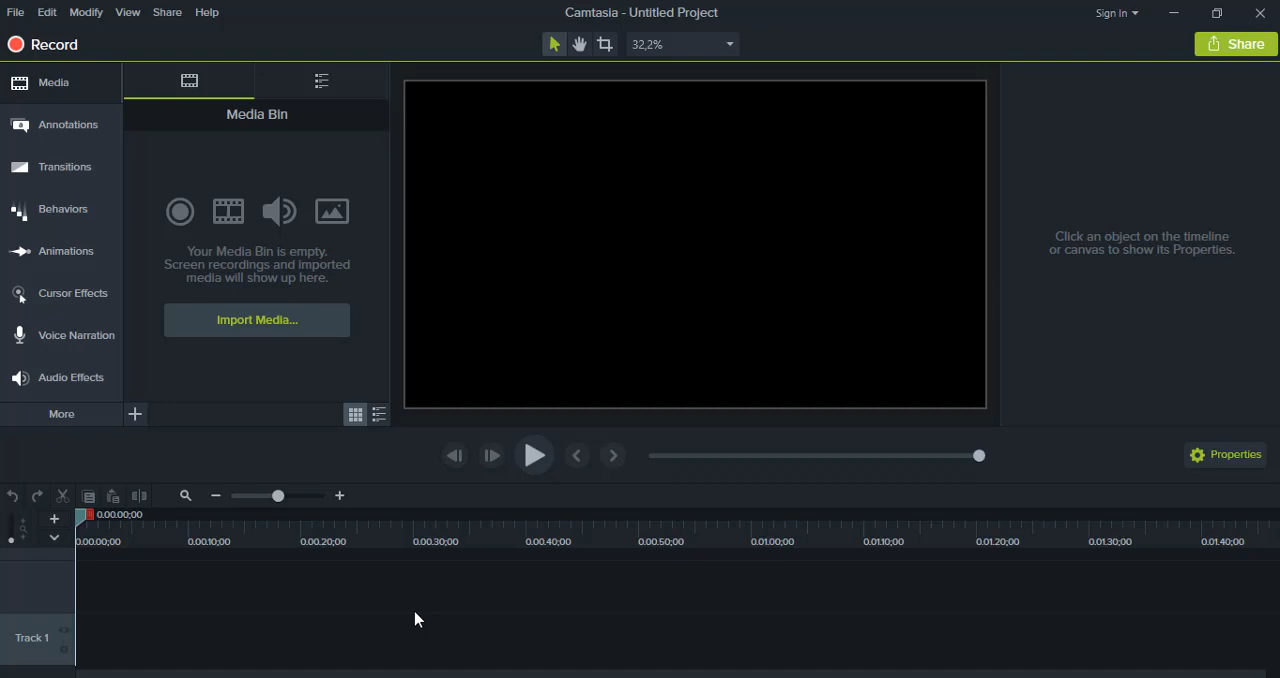 File Edit Modify View Share Help
Camtasia - Untitled Project
Sign In
Record
32,2%
Share
Media
Annotations
Transitions
Behaviors
Animations
Cursor Effects
Voice Narration
Audio Effects
More
Media Bin
Your Media Bin is empty.
Screen recordings and imported
media will show up here.
Import Media...
Click an object on the timeline
or canvas to show its Properties.
Properties
0.00.00;00
0.00.00;00 0.00.10;00 0.00.20;00 0.00.30;00 0.00.40;00 0.00.50;00 0.01.00;00 0.01.10;00 0.01.20;00 0.01.30;00 0.01.40;00
Track 1